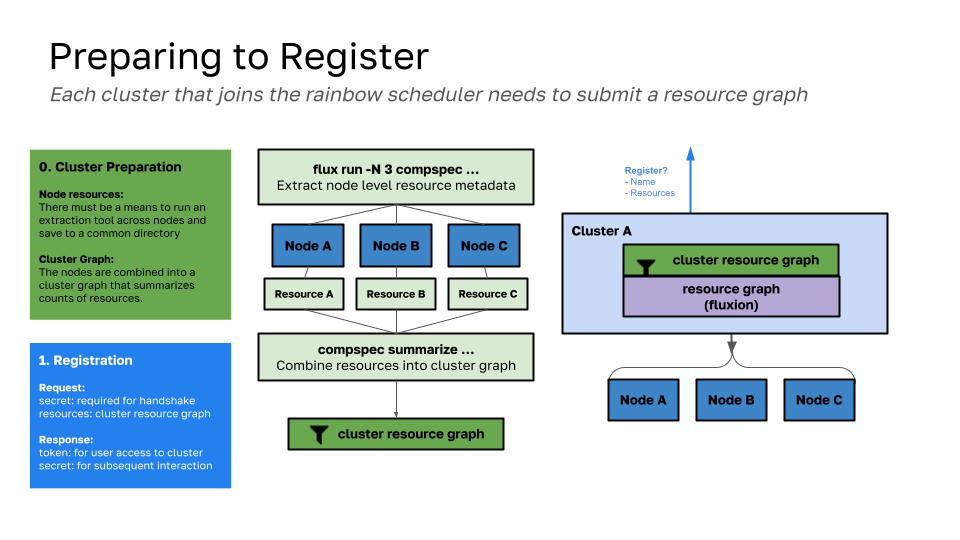 Preparing to Register
Each cluster that joins the rainbow scheduler needs to submit a resource graph
0. Cluster Preparation
Node resources:
There must be a means to run an
extraction tool across nodes and
save to a common directory
Cluster Graph:
The nodes are combined into a
cluster graph that summarizes
counts of resources.
1. Registration
Request:
secret: required for handshake
resources: cluster resource graph
Response:
token: for user access to cluster
secret: for subsequent interaction
flux run -N 3 compspec ...
Extract node level resource metadata
Node A
Node B
Node C
Resource A
Resource B
Resource C
compspec summarize ...
Combine resources into cluster graph
cluster resource graph
Register?
- Name
- Resources
Cluster A
cluster resource graph
resource graph
(fluxion)
Node A
Node B
Node C